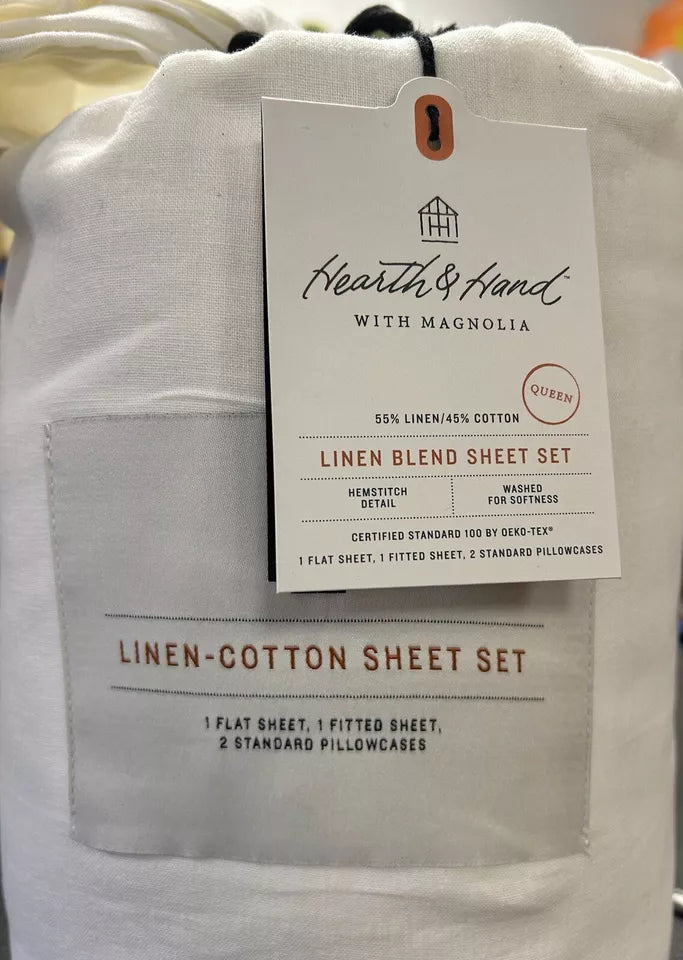 Hearth & Hand™
WITH MAGNOLIA
QUEEN
55% LINEN/45% COTTON
LINEN BLEND SHEET SET
HEMSTITCH
DETAIL
WASHED
FOR SOFTNESS
CERTIFIED STANDARD 100 BY OEKO-TEX®
1 FLAT SHEET, 1 FITTED SHEET, 2 STANDARD PILLOWCASES
LINEN-COTTON SHEET SET
1 FLAT SHEET, 1 FITTED SHEET,
2 STANDARD PILLOWCASES